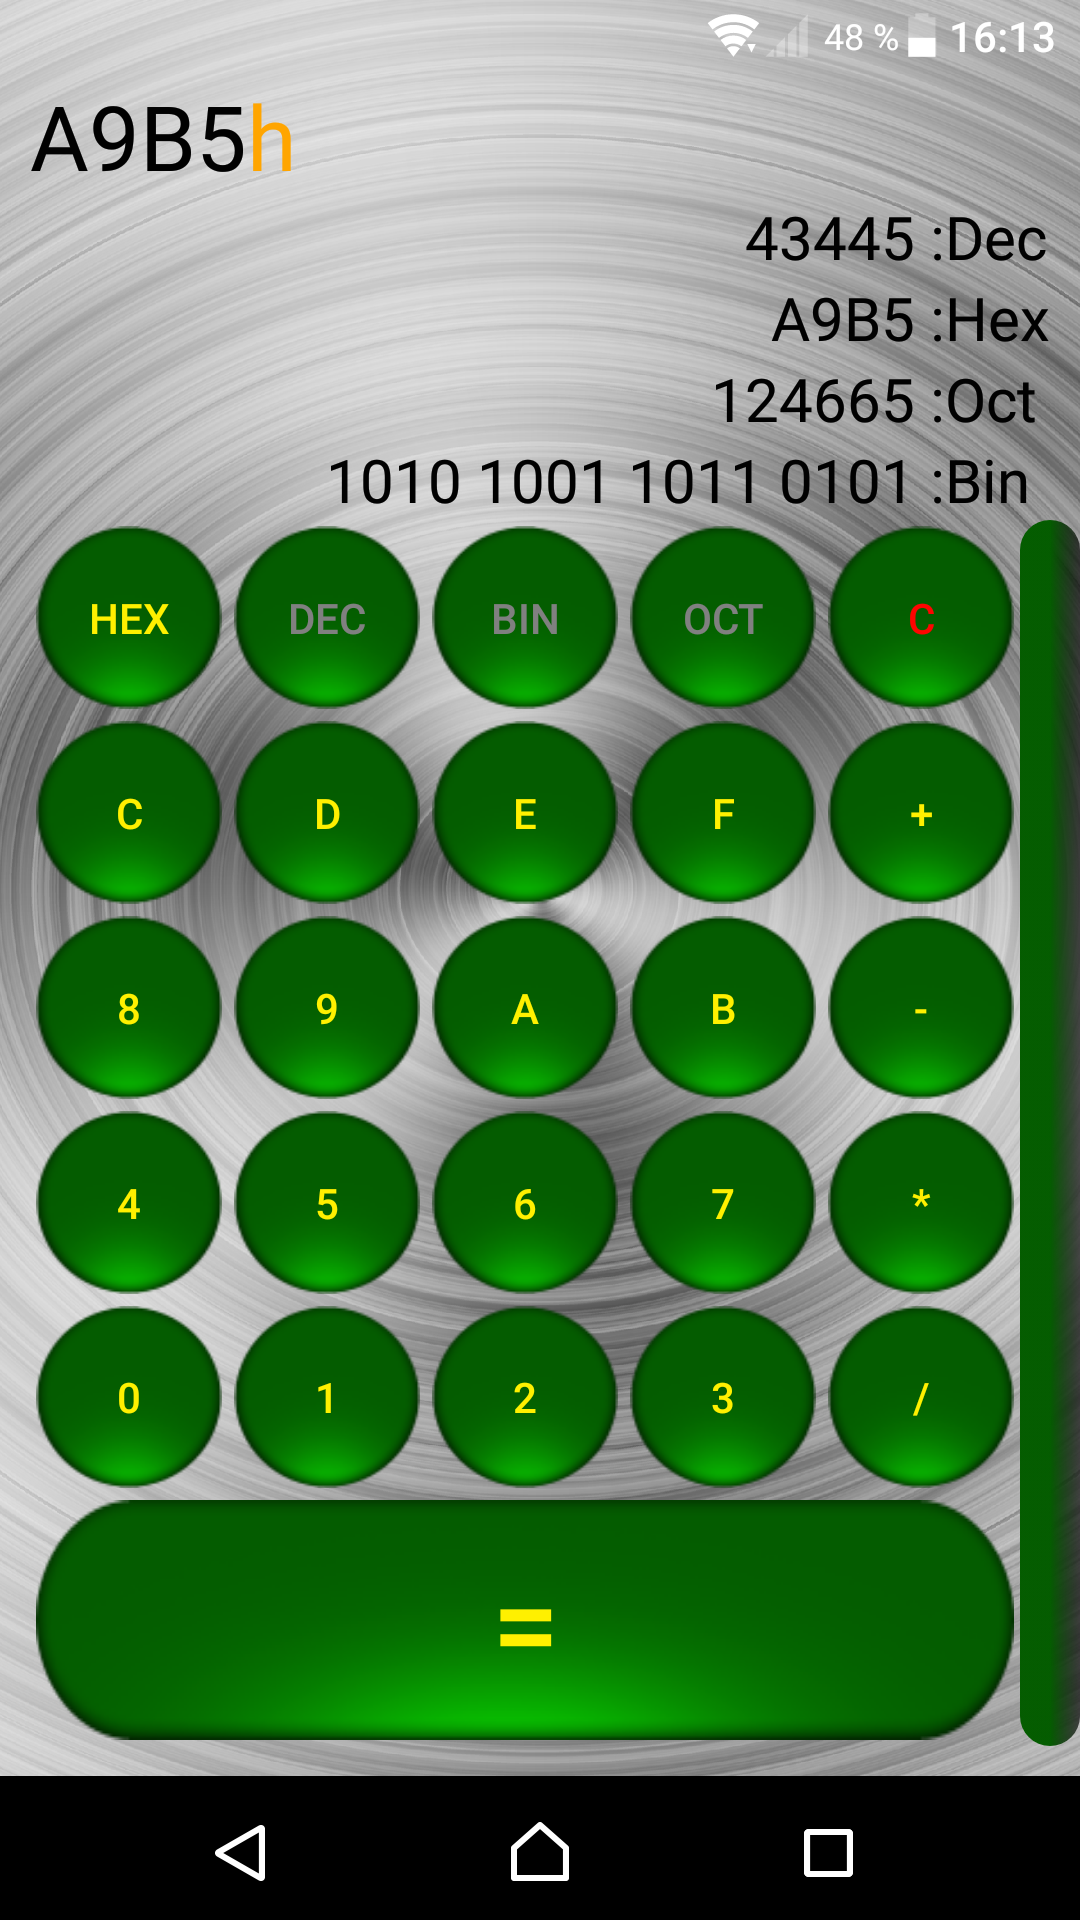 48 % 16:13
A9B5h
43445 :Dec
A9B5 :Hex
124665 :Oct
1010 1001 1011 0101 :Bin
HEX DEC BIN OCT C
C D E F +
8 9 A B -
4 5 6 7 *
0 1 2 3 /
=